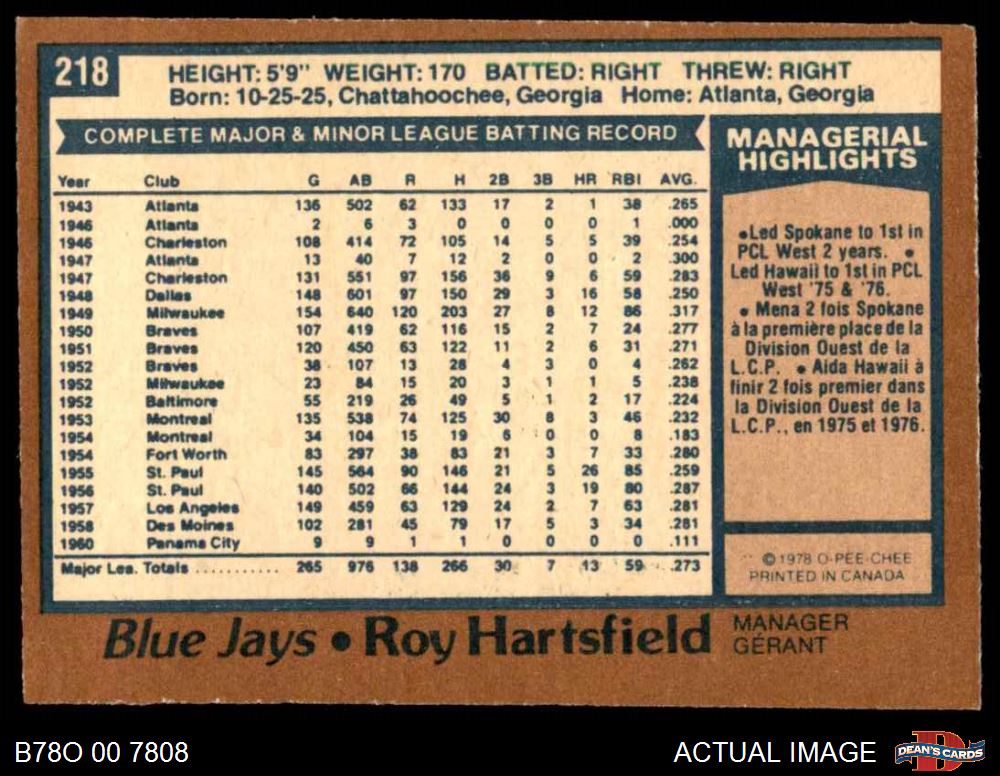 218
HEIGHT: 5'9" WEIGHT: 170 BATTED: RIGHT THREW: RIGHT
Born: 10-25-25, Chattahoochee, Georgia Home: Atlanta, Georgia
COMPLETE MAJOR & MINOR LEAGUE BATTING RECORD
Year Club G AB R H 2B 3B HR RBI AVG.
1943 Atlanta 136 502 62 133 17 2 1 38 .265
1946 Atlanta 2 6 3 0 0 0 0 1 .000
1946 Charleston 108 414 72 105 14 5 5 39 .254
1947 Atlanta 13 40 7 12 2 0 0 2 .300
1947 Charleston 131 551 97 156 36 9 6 59 .283
1948 Dallas 148 601 97 150 29 3 16 58 .250
1949 Milwaukee 154 640 120 203 27 8 12 86 .317
1950 Braves 107 419 62 116 15 2 7 24 .277
1951 Braves 120 450 63 122 11 2 6 31 .271
1952 Braves 38 107 13 28 4 3 0 4 .262
1952 Milwaukee 23 84 15 20 3 1 1 5 .238
1952 Baltimore 55 219 26 49 5 1 2 17 .224
1953 Montreal 135 538 74 125 30 8 3 46 .232
1954 Montreal 34 104 15 19 6 0 0 8 .183
1954 Fort Worth 83 297 38 83 21 3 7 33 .280
1955 St. Paul 145 564 90 146 21 5 26 85 .259
1956 St. Paul 140 502 66 144 24 3 19 80 .287
1957 Los Angeles 149 459 63 129 24 2 7 63 .281
1958 Des Moines 102 281 45 79 17 5 3 34 .281
1960 Panama City 9 9 1 1 0 0 0 0 .111
Major Lea. Totals ........... 265 976 138 266 30 7 13 59 .273
MANAGERIAL
HIGHLIGHTS
•Led Spokane to 1st in
PCL West 2 years. •
Led Hawaii to 1st in PCL
West '75 & '76.
• Mena 2 fois Spokane
à la première place de la
Division Ouest de la
L.C.P. • Aida Hawaii à
finir 2 fois premier dans
la Division Ouest de la
L.C.P., en 1975 et 1976.
© 1978 O-PEE-CHEE
PRINTED IN CANADA
Blue Jays • Roy Hartsfield
MANAGER
GÉRANT
B78O 00 7808
ACTUAL IMAGE
DEAN'S CARDS